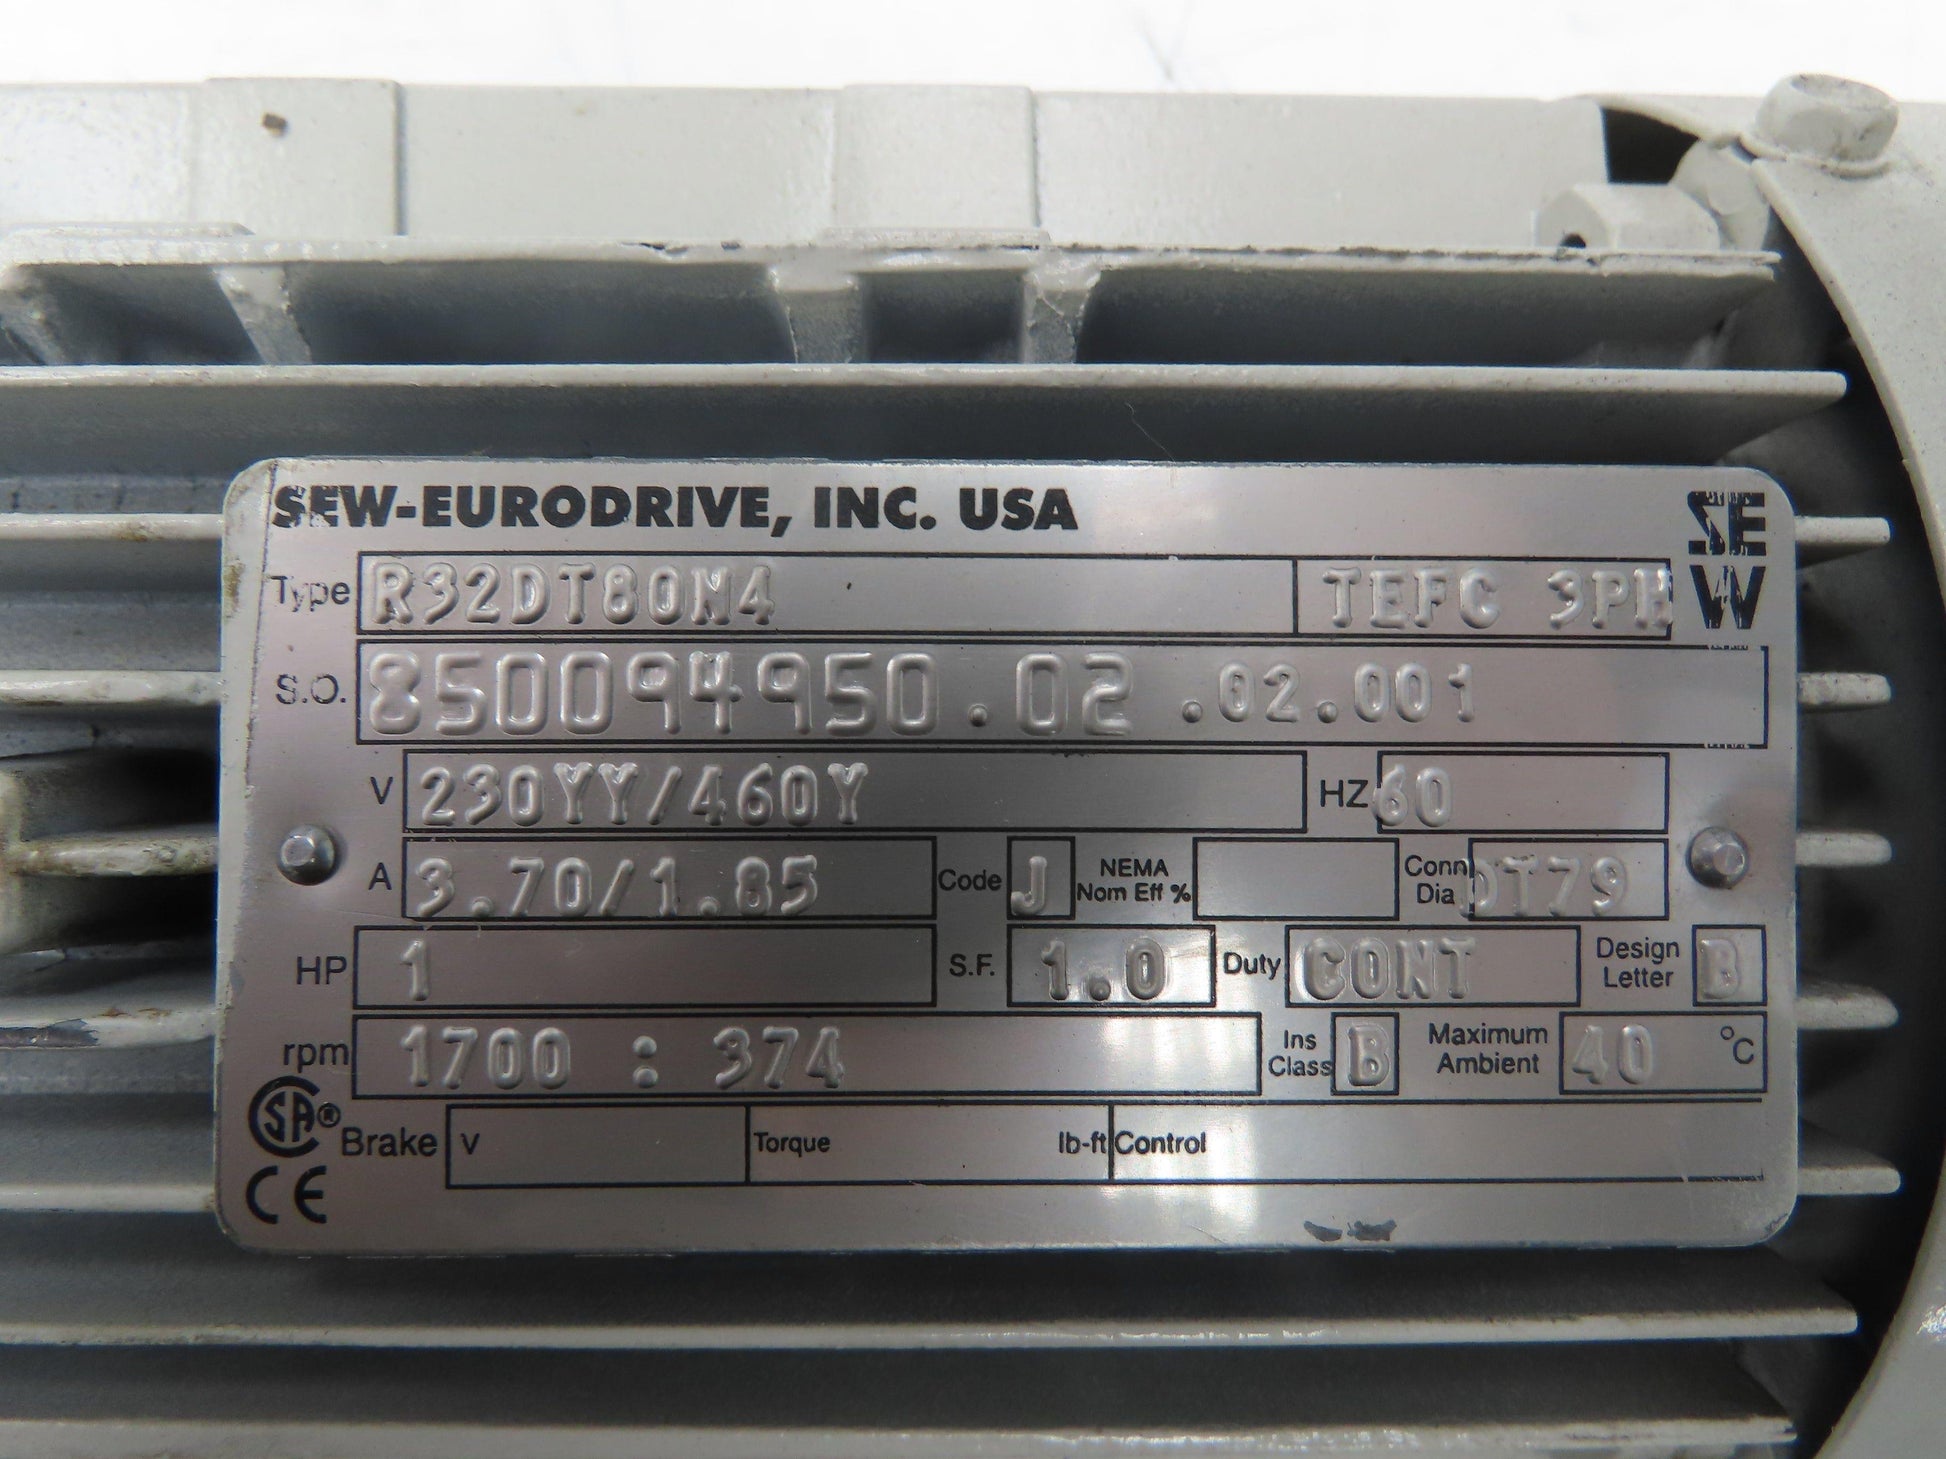 SEW-EURODRIVE, INC. USA SEW
Type R32DT80N4 TEFC 3PH
S.O. 850094950.02.02.001
V 230YY/460Y HZ 60
A 3.70/1.85 Code J NEMA Nom Eff % Conn Dia DT79
HP 1 S.F. 1.0 Duty CONT Design Letter B
rpm 1700 : 374 Ins Class B Maximum Ambient 40 °C
CSA® Brake V Torque lb-ft Control
CE